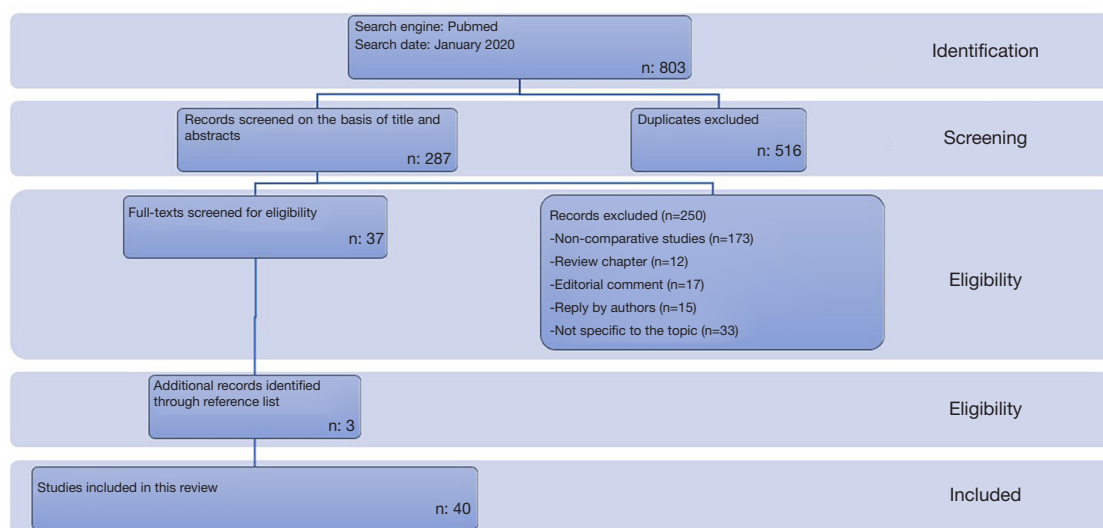 Search engine: Pubmed
Search date: January 2020
n: 803
Identification
Records screened on the basis of title and
abstracts
n: 287
Duplicates excluded
n: 516
Screening
Full-texts screened for eligibility
n: 37
Records excluded (n=250)
-Non-comparative studies (n=173)
-Review chapter (n=12)
-Editorial comment (n=17)
-Reply by authors (n=15)
-Not specific to the topic (n=33)
Eligibility
Additional records identified
through reference list
n: 3
Eligibility
Studies included in this review
n: 40
Included